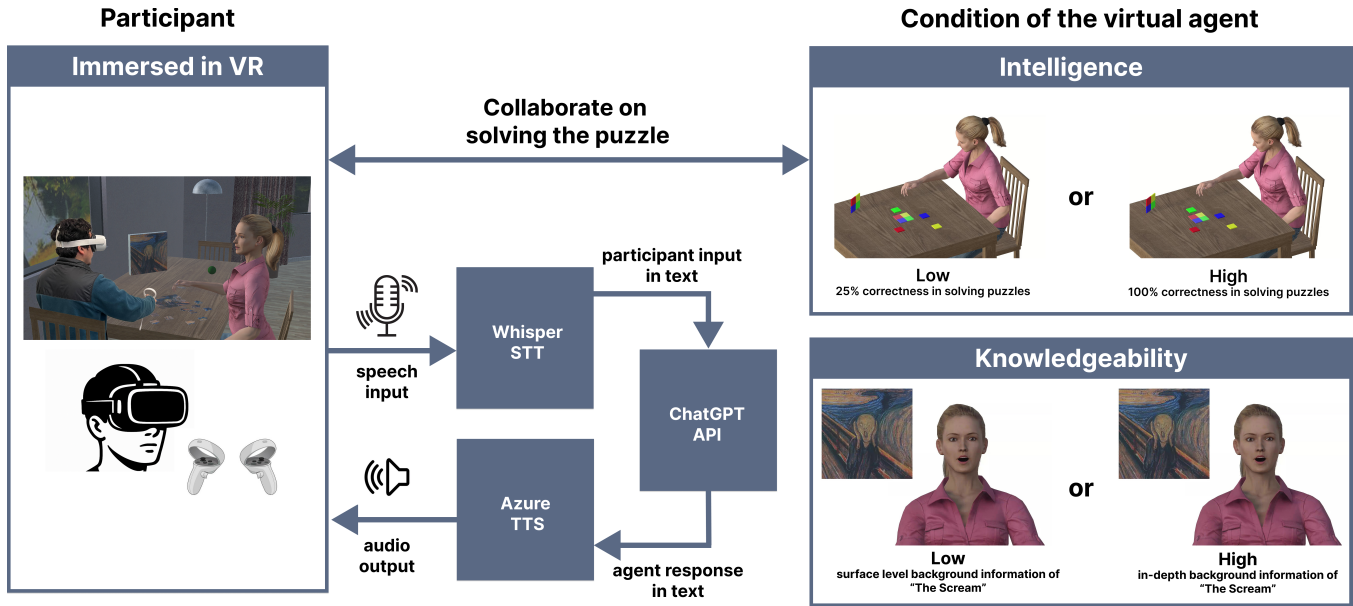 Participant
Immersed in VR
Collaborate on
solving the puzzle
speech
input
Whisper
STT
participant input
in text
ChatGPT
API
agent response
in text
Azure
TTS
audio
output
Condition of the virtual agent
Intelligence
or
Low
25% correctness in solving puzzles
High
100% correctness in solving puzzles
Knowledgeability
or
Low
surface level background information of
“The Scream”
High
in-depth background information of
“The Scream”